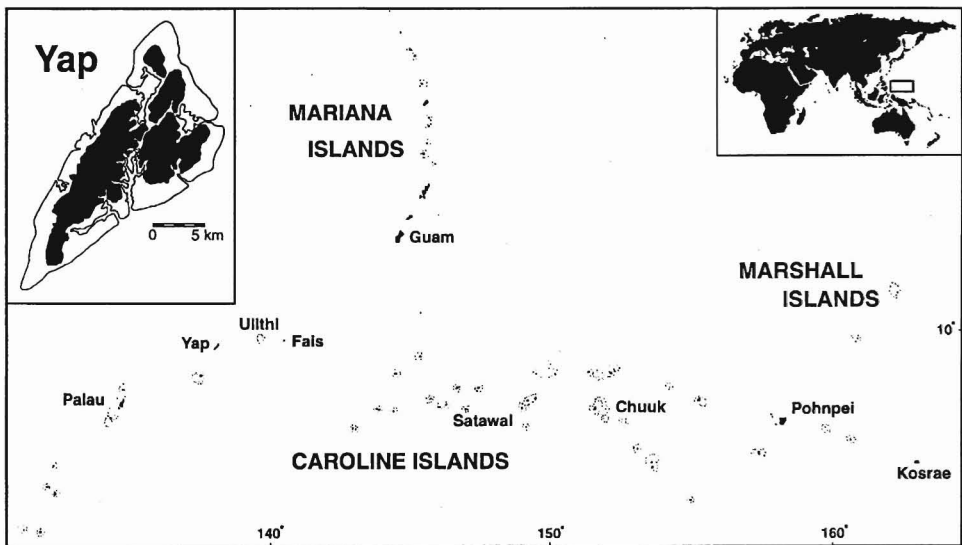 Yap
0 5 km
MARIANA
ISLANDS
Guam
MARSHALL
ISLANDS
10°
Ulithi
Yap
Fais
Palau
Satawal
Chuuk
Pohnpei
CAROLINE ISLANDS
Kosrae
140°
150°
160°